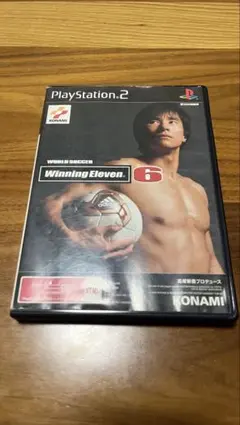 PlayStation®2
KONAMI
WORLD SOCCER
Winning Eleven 6
KONAMI